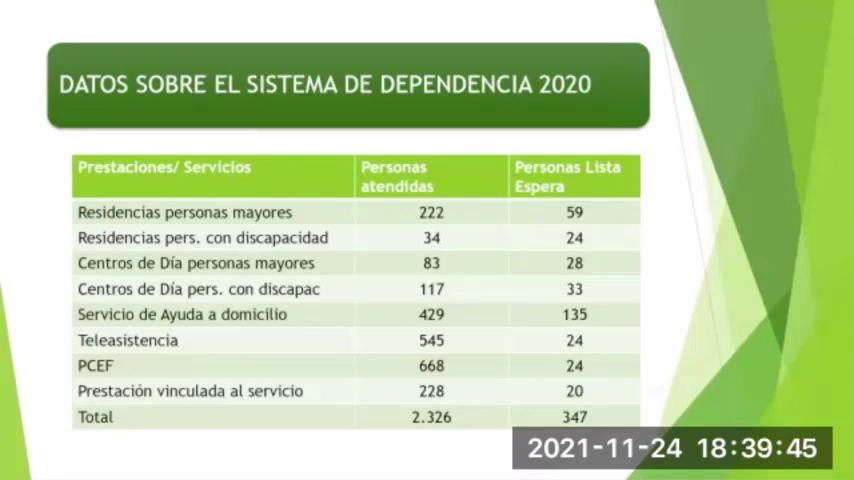 DATOS SOBRE EL SISTEMA DE DEPENDENCIA 2020
Prestaciones/ Servicios Personas atendidas Personas Lista Espera
Residencias personas mayores 222 59
Residencias pers. con discapacidad 34 24
Centros de Día personas mayores 83 28
Centros de Día pers. con discapac 117 33
Servicio de Ayuda a domicilio 429 135
Teleasistencia 545 24
PCEF 668 24
Prestación vinculada al servicio 228 20
Total 2.326 347
2021-11-24 18:39:45